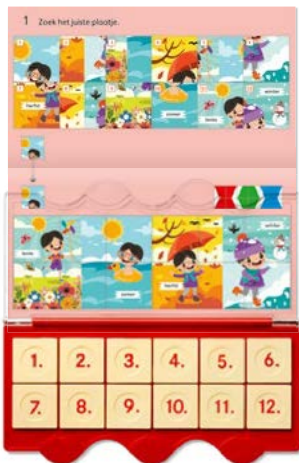 1 Zoek het juiste plaatje.
herfst
zomer
lente
winter
lente
zomer
herfst
winter
1. 2. 3. 4. 5. 6.
7. 8. 9. 10. 11. 12.